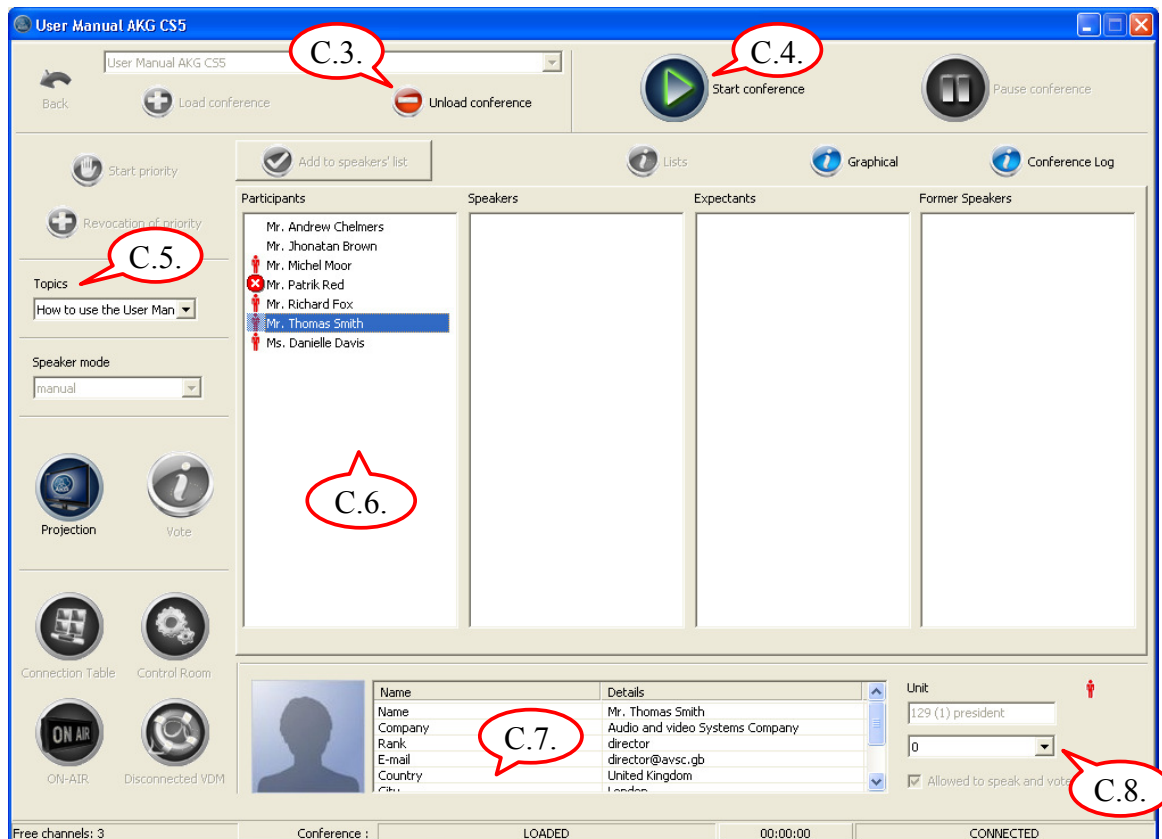 User Manual AKG CS5
User Manual AKG CS5
C.3.
C.4.
Back
Load conference
Unload conference
Start conference
Pause conference
Start priority
Add to speakers' list
Lists
Graphical
Conference Log
Revocation of priority
C.5.
Topics
How to use the User Man
Speaker mode
manual
Projection
Vote
Connection Table
Control Room
ON AIR
ON-AIR
Disconnected VDM
Participants
Speakers
Expectants
Former Speakers
Mr. Andrew Chelmers
Mr. Jhonatan Brown
Mr. Michel Moor
Mr. Patrik Red
Mr. Richard Fox
Mr. Thomas Smith
Ms. Danielle Davis
C.6.
Name Details
Name Mr. Thomas Smith
Company Audio and video Systems Company
Rank director
E-mail director@avsc.gb
Country United Kingdom
City London
C.7.
Unit
129 (1) president
0
Allowed to speak and vote
C.8.
Free channels: 3
Conference :
LOADED
00:00:00
CONNECTED